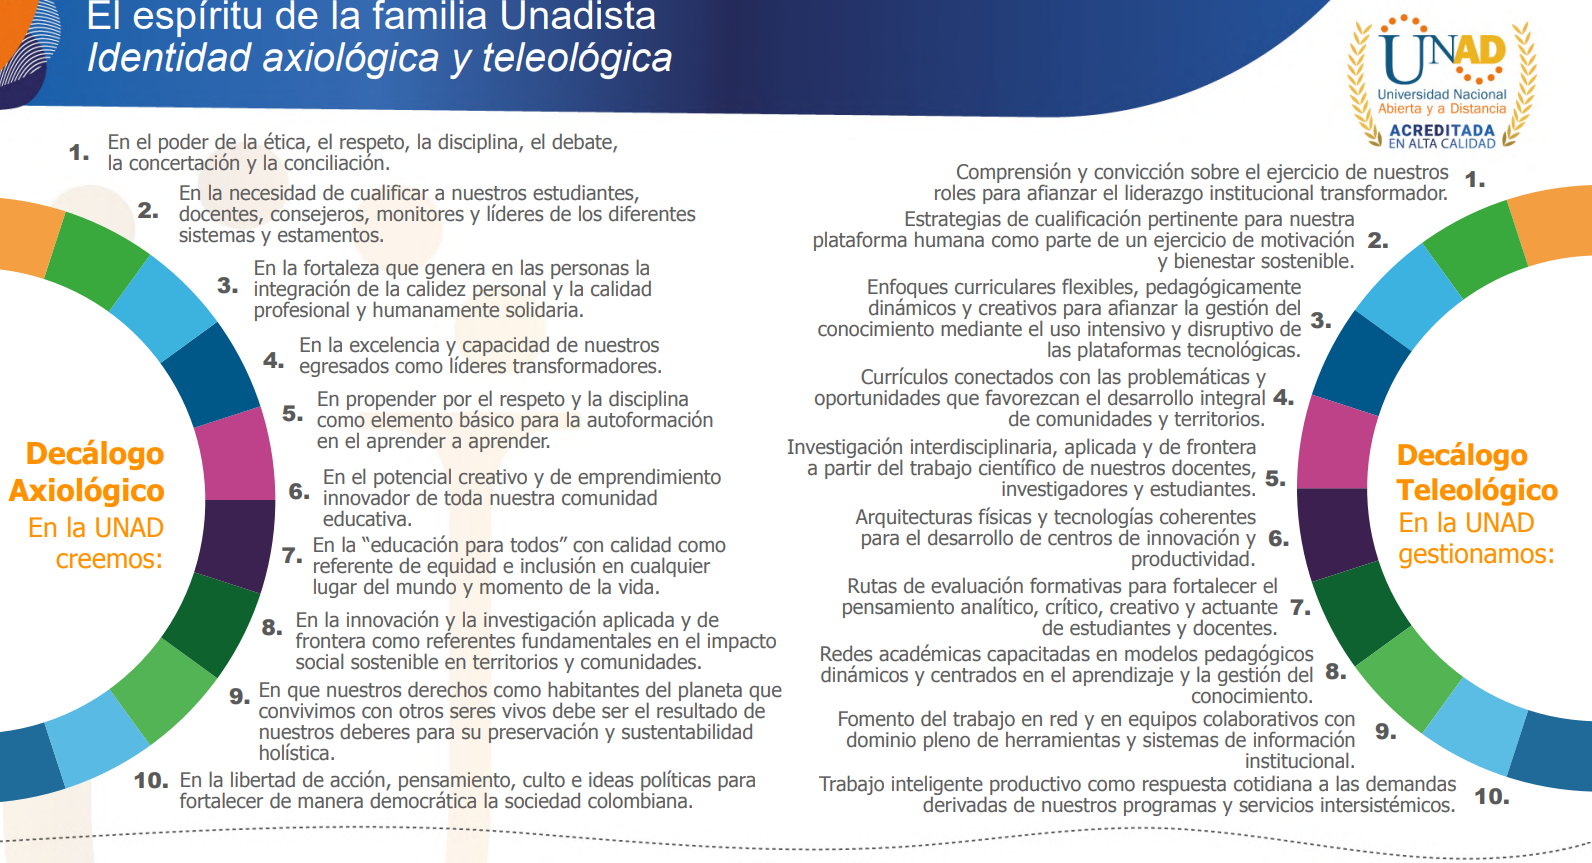 El espíritu de la familia Unadista
Identidad axiológica y teleológica
UNAD
Universidad Nacional
Abierta y a Distancia
ACREDITADA
EN ALTA CALIDAD
Decálogo
Axiológico
En la UNAD
creemos:
1. En el poder de la ética, el respeto, la disciplina, el debate,
la concertación y la conciliación.
2. En la necesidad de cualificar a nuestros estudiantes,
docentes, consejeros, monitores y líderes de los diferentes
sistemas y estamentos.
3. En la fortaleza que genera en las personas la
integración de la calidez personal y la calidad
profesional y humanamente solidaria.
4. En la excelencia y capacidad de nuestros
egresados como líderes transformadores.
5. En propender por el respeto y la disciplina
como elemento básico para la autoformación
en el aprender a aprender.
6. En el potencial creativo y de emprendimiento
innovador de toda nuestra comunidad
educativa.
7. En la “educación para todos” con calidad como
referente de equidad e inclusión en cualquier
lugar del mundo y momento de la vida.
8. En la innovación y la investigación aplicada y de
frontera como referentes fundamentales en el impacto
social sostenible en territorios y comunidades.
9. En que nuestros derechos como habitantes del planeta que
convivimos con otros seres vivos debe ser el resultado de
nuestros deberes para su preservación y sustentabilidad
holística.
10. En la libertad de acción, pensamiento, culto e ideas políticas para
fortalecer de manera democrática la sociedad colombiana.
Decálogo
Teleológico
En la UNAD
gestionamos:
Comprensión y convicción sobre el ejercicio de nuestros 1.
roles para afianzar el liderazgo institucional transformador.
Estrategias de cualificación pertinente para nuestra
plataforma humana como parte de un ejercicio de motivación 2.
y bienestar sostenible.
Enfoques curriculares flexibles, pedagógicamente
dinámicos y creativos para afianzar la gestión del
conocimiento mediante el uso intensivo y disruptivo de 3.
las plataformas tecnológicas.
Currículos conectados con las problemáticas y
oportunidades que favorezcan el desarrollo integral 4.
de comunidades y territorios.
Investigación interdisciplinaria, aplicada y de frontera
a partir del trabajo científico de nuestros docentes, 5.
investigadores y estudiantes.
Arquitecturas físicas y tecnologías coherentes
para el desarrollo de centros de innovación y 6.
productividad.
Rutas de evaluación formativas para fortalecer el
pensamiento analítico, crítico, creativo y actuante 7.
de estudiantes y docentes.
Redes académicas capacitadas en modelos pedagógicos
dinámicos y centrados en el aprendizaje y la gestión del 8.
conocimiento.
Fomento del trabajo en red y en equipos colaborativos con
dominio pleno de herramientas y sistemas de información 9.
institucional.
Trabajo inteligente productivo como respuesta cotidiana a las demandas 10.
derivadas de nuestros programas y servicios intersistémicos.